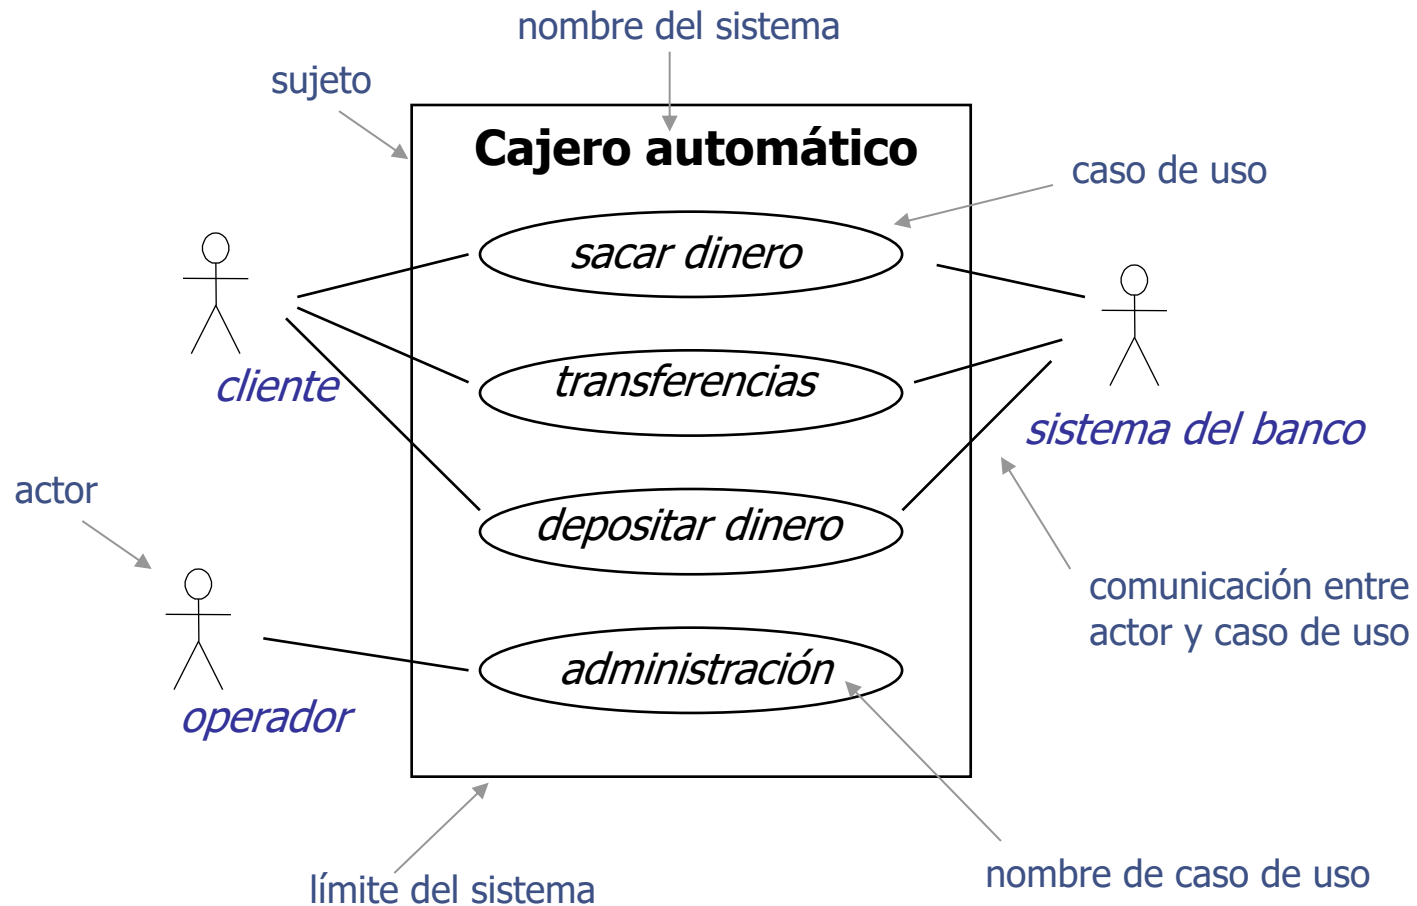 nombre del sistema
sujeto
Cajero automático
caso de uso
sacar dinero
transferencias
cliente
sistema del banco
actor
depositar dinero
comunicación entre
actor y caso de uso
administración
operador
nombre de caso de uso
límite del sistema